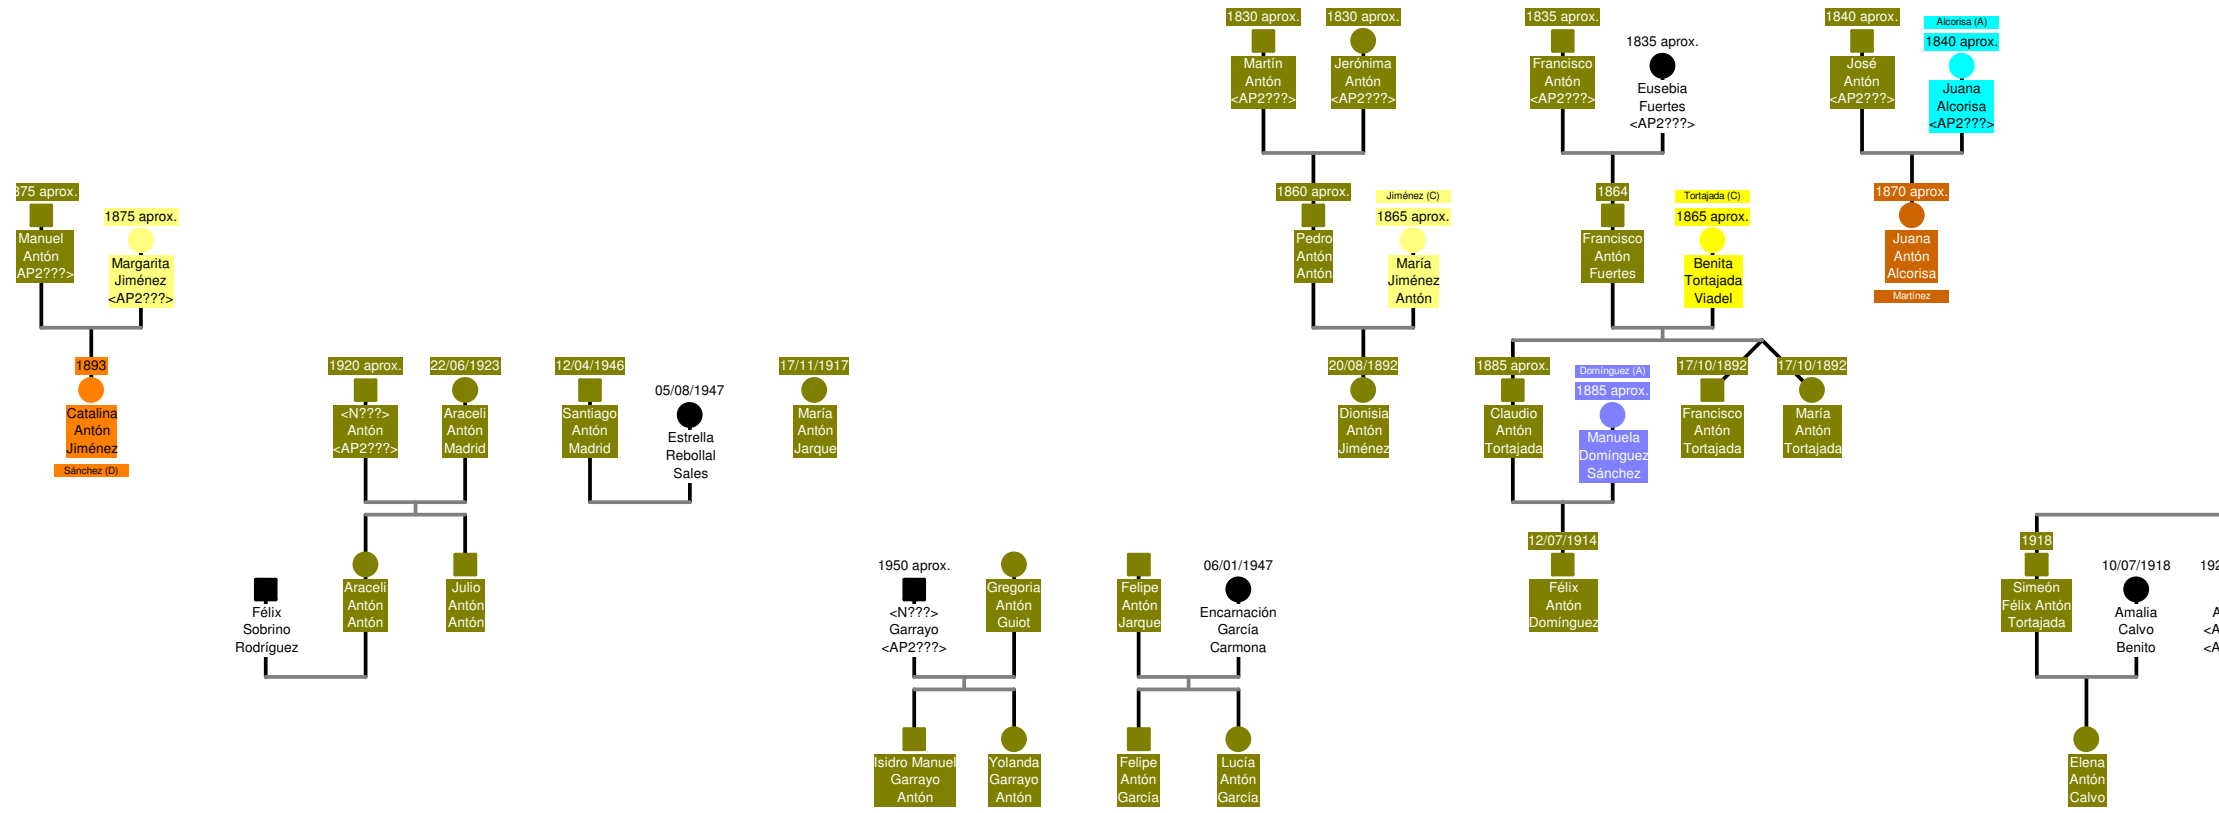 1830 aprox.
Martín
Antón
<AP2???>
1830 aprox.
Jerónima
Antón
<AP2???>
1835 aprox.
Francisco
Antón
<AP2???>
1835 aprox.
Eusebia
Fuertes
<AP2???>
1840 aprox.
José
Antón
<AP2???>
Alcorisa (A)
1840 aprox.
Juana
Alcorisa
<AP2???>
375 aprox.
Manuel
Antón
AP2???>
1875 aprox.
Margarita
Jiménez
<AP2???>
1860 aprox.
Pedro
Antón
Antón
Jiménez (C)
1865 aprox.
María
Jiménez
Antón
1864
Francisco
Antón
Fuertes
Tortajada (C)
1865 aprox.
Benita
Tortajada
Viadel
1870 aprox.
Juana
Antón
Alcorisa
Martínez
1893
Catalina
Antón
Jiménez
Sánchez (D)
1920 aprox.
<N???>
Antón
<AP2???>
22/06/1923
Araceli
Antón
Madrid
12/04/1946
Santiago
Antón
Madrid
05/08/1947
Estrella
Rebollal
Sales
17/11/1917
María
Antón
Jarque
20/08/1892
Dionisia
Antón
Jiménez
1885 aprox.
Claudio
Antón
Tortajada
Domínguez (A)
1885 aprox.
Manuela
Domínguez
Sánchez
17/10/1892
Francisco
Antón
Tortajada
17/10/1892
María
Antón
Tortajada
Félix
Sobrino
Rodríguez
Araceli
Antón
Antón
Julio
Antón
Antón
1950 aprox.
<N???>
Garrayo
<AP2???>
Gregoria
Antón
Guiot
Felipe
Antón
Jarque
06/01/1947
Encarnación
García
Carmona
12/07/1914
Félix
Antón
Domínguez
1918
Simeón
Félix Antón
Tortajada
10/07/1918
Amalia
Calvo
Benito
192
A
<A
<A
Isidro Manuel
Garrayo
Antón
Yolanda
Garrayo
Antón
Felipe
Antón
García
Lucía
Antón
García
Elena
Antón
Calvo